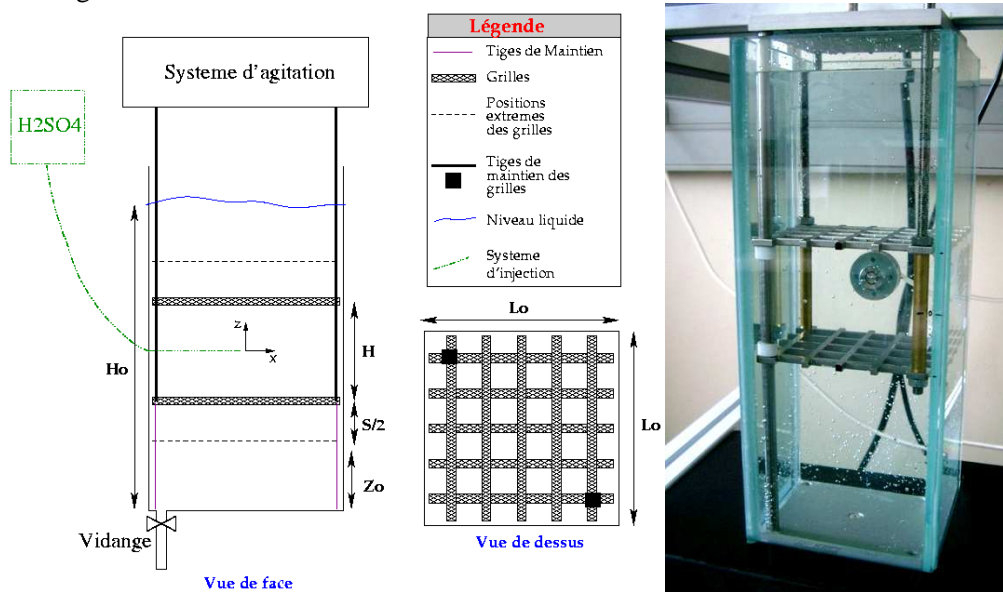 Systeme d'agitation
H2SO4
z
x
Ho
H
S/2
Zo
Vidange
Vue de face
Légende
Tiges de Maintien
Grilles
Positions
extremes
des grilles
Tiges de
maintien des
grilles
Niveau liquide
Systeme
d'injection
Lo
Lo
Vue de dessus